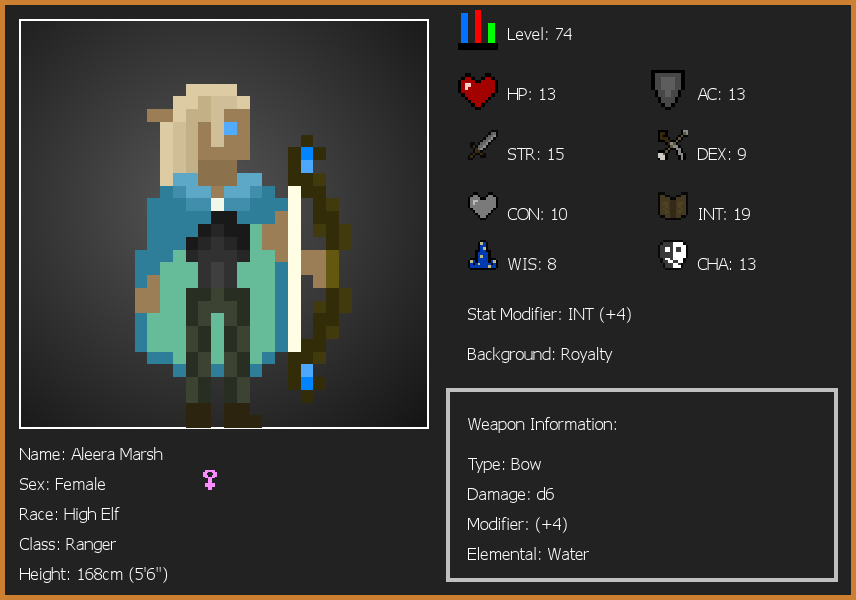 Level: 74
HP: 13
AC: 13
STR: 15
DEX: 9
CON: 10
INT: 19
WIS: 8
CHA: 13
Stat Modifier: INT (+4)
Background: Royalty
Weapon Information:
Type: Bow
Damage: d6
Modifier: (+4)
Elemental: Water
Name: Aleera Marsh
Sex: Female
Race: High Elf
Class: Ranger
Height: 168cm (5'6")